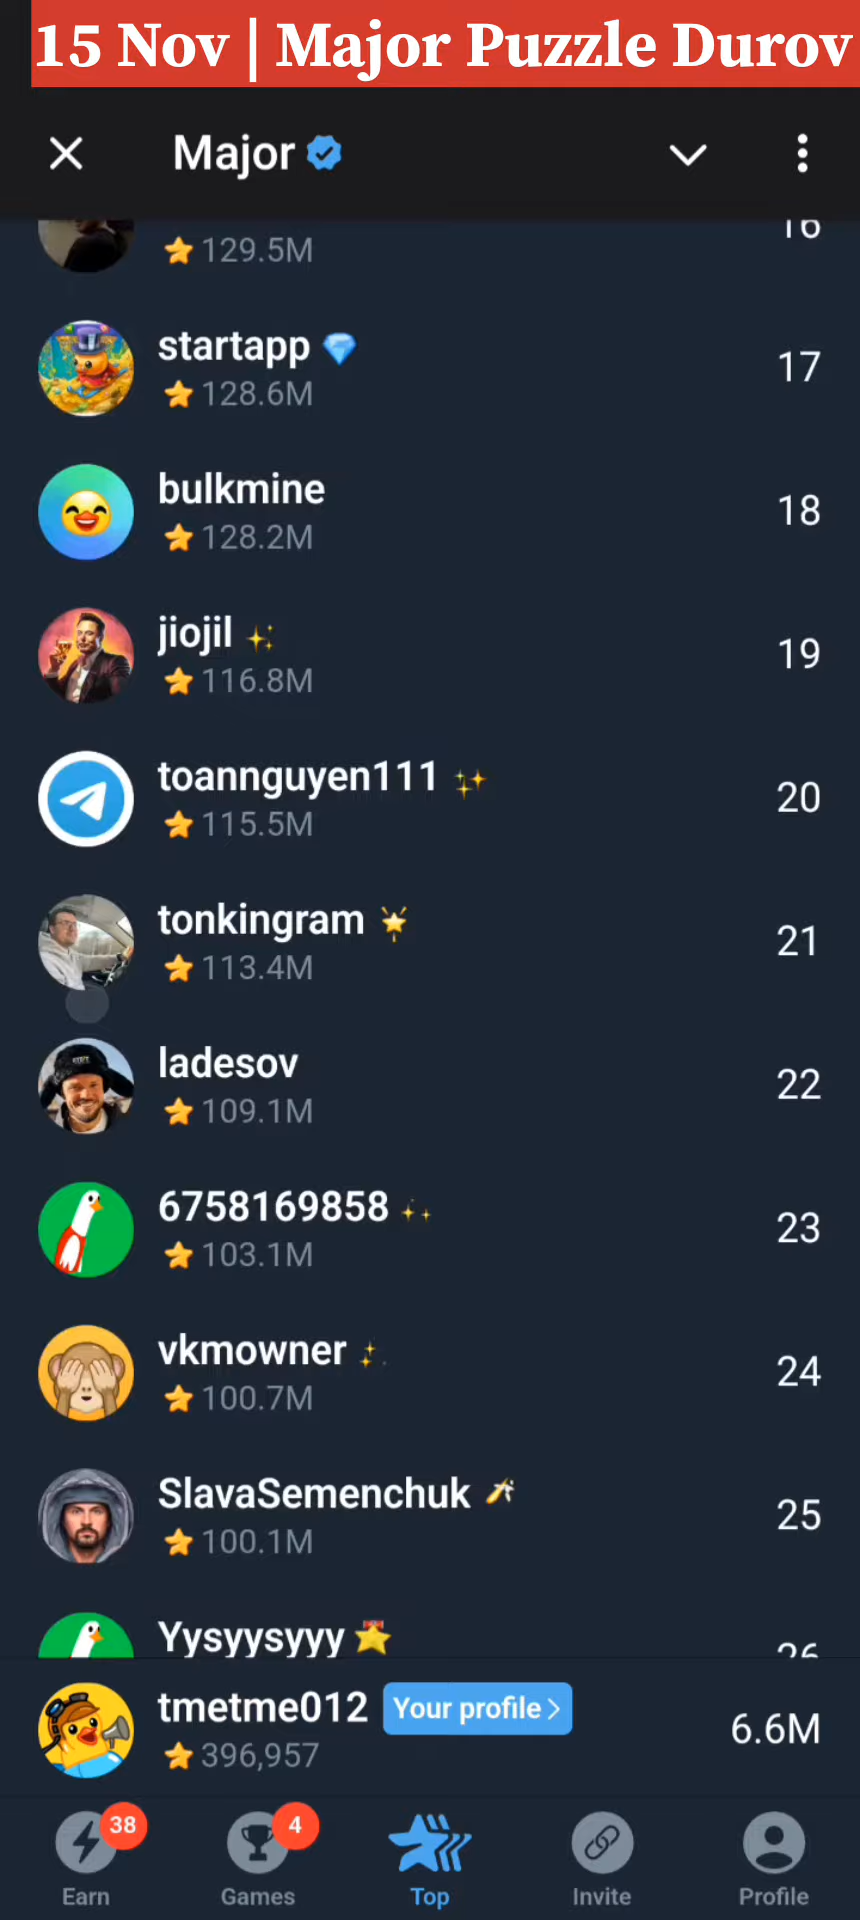 15 Nov | Major Puzzle Durov
Major
129.5M
16
startapp
128.6M
17
bulkmine
128.2M
18
jiojil
116.8M
19
toannguyen111
115.5M
20
tonkingram
113.4M
21
ladesov
109.1M
22
6758169858
103.1M
23
vkmowner
100.7M
24
SlavaSemenchuk
100.1M
25
Yysyysyyy
26
tmetme012 Your profile >
396,957
6.6M
38
4
Earn Games Top Invite Profile